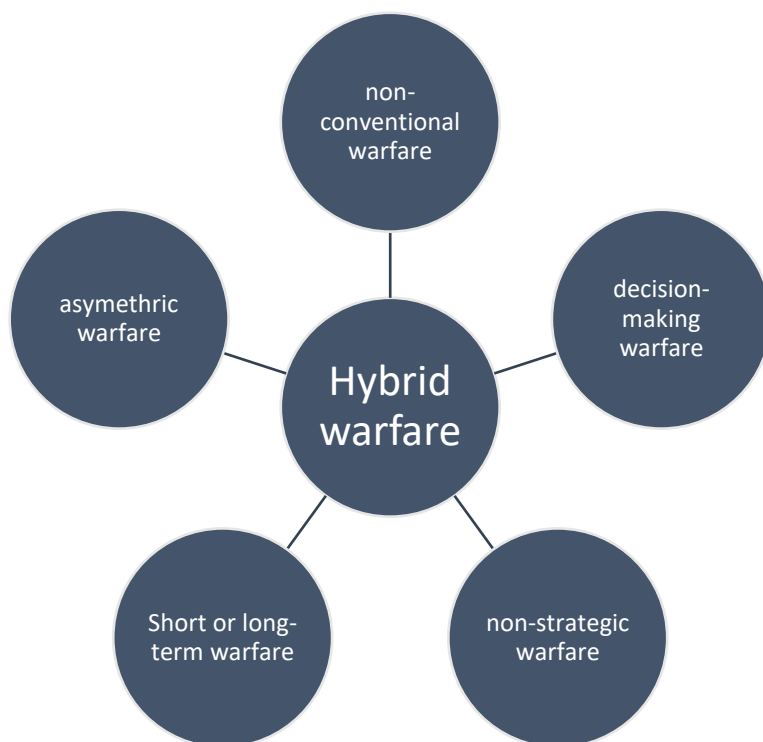 non-
conventional
warfare
decision-
making
warfare
asymethric
warfare
Hybrid
warfare
Short or long-
term warfare
non-strategic
warfare